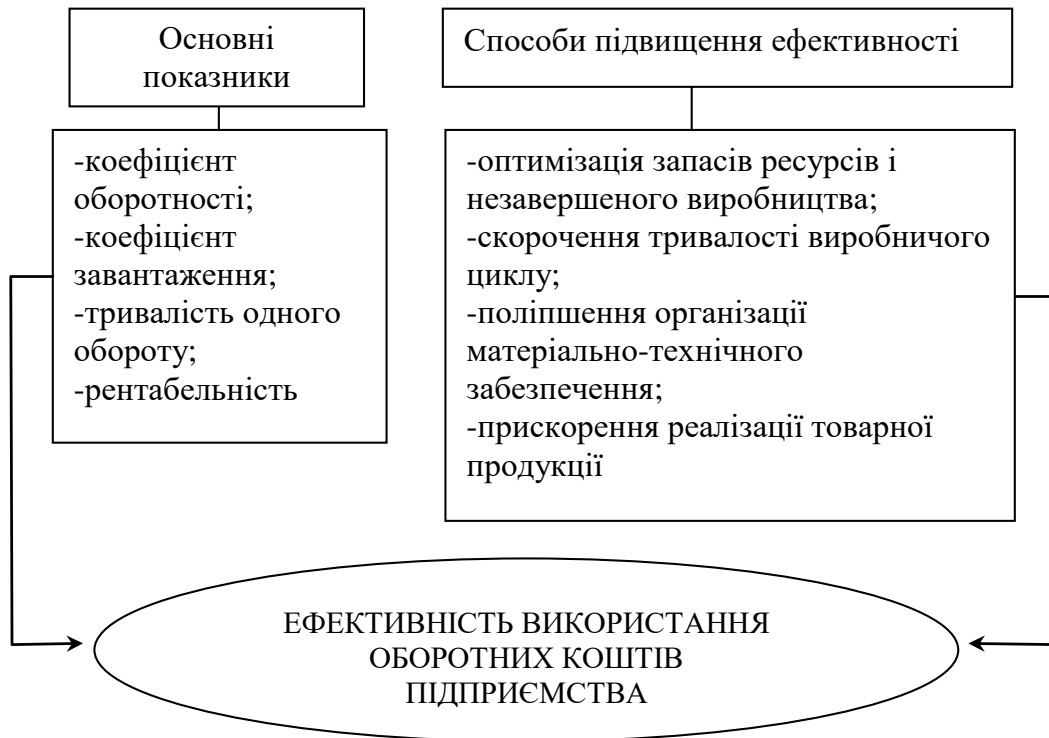 Основні
показники
Способи підвищення ефективності
-коефіцієнт
оборотності;
-коефіцієнт
завантаження;
-тривалість одного
обороту;
-рентабельність
-оптимізація запасів ресурсів і
незавершеного виробництва;
-скорочення тривалості виробничого
циклу;
-поліпшення організації
матеріально-технічного
забезпечення;
-прискорення реалізації товарної
продукції
ЕФЕКТИВНІСТЬ ВИКОРИСТАННЯ
ОБОРОТНИХ КОШТІВ
ПІДПРИЄМСТВА